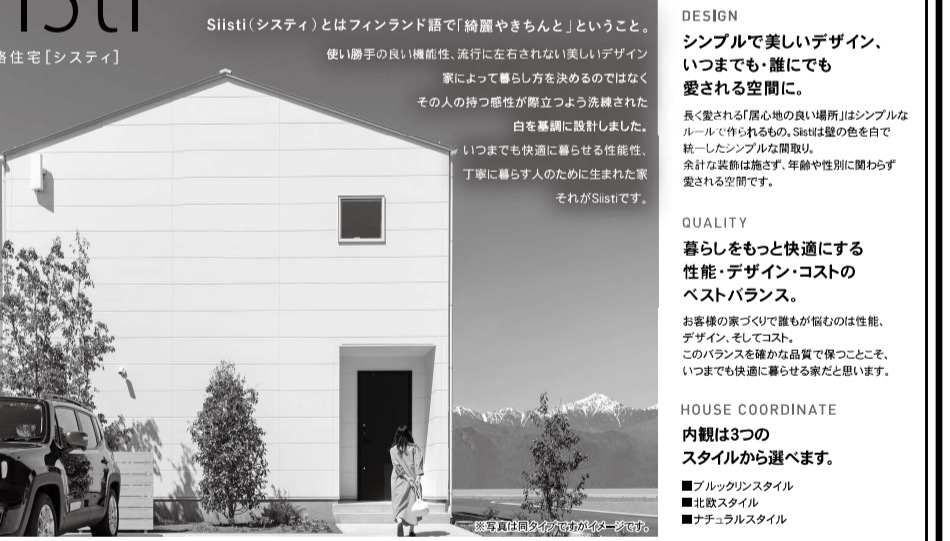 Siisti(システィ)とはフィンランド語で「綺麗やきちんと」ということ。
使い勝手の良い機能性、流行に左右されない美しいデザイン
家によって暮らし方を決めるのではなく
その人の持つ感性が際立つよう洗練された
白を基調に設計しました。
いつまでも快適に暮らせる性能性、
丁寧に暮らす人のために生まれた家
それがSiistiです。
住宅[システィ]
※写真は同タイプですがイメージです。
DESIGN
シンプルで美しいデザイン、
いつまでも・誰にでも
愛される空間に。
長く愛される「居心地の良い場所」はシンプルな
ルールで作られるもの。Siistiは壁の色を白で
統一したシンプルな間取り。
余計な装飾は施さず、年齢や性別に関わらず
愛される空間です。
QUALITY
暮らしをもっと快適にする
性能・デザイン・コストの
ベストバランス。
お客様の家づくりで誰もが悩むのは性能、
デザイン、そしてコスト。
このバランスを確かな品質で保つことこそ、
いつまでも快適に暮らせる家だと思います。
HOUSE COORDINATE
内観は3つの
スタイルから選べます。
■ブルックリンスタイル
■北欧スタイル
■ナチュラルスタイル